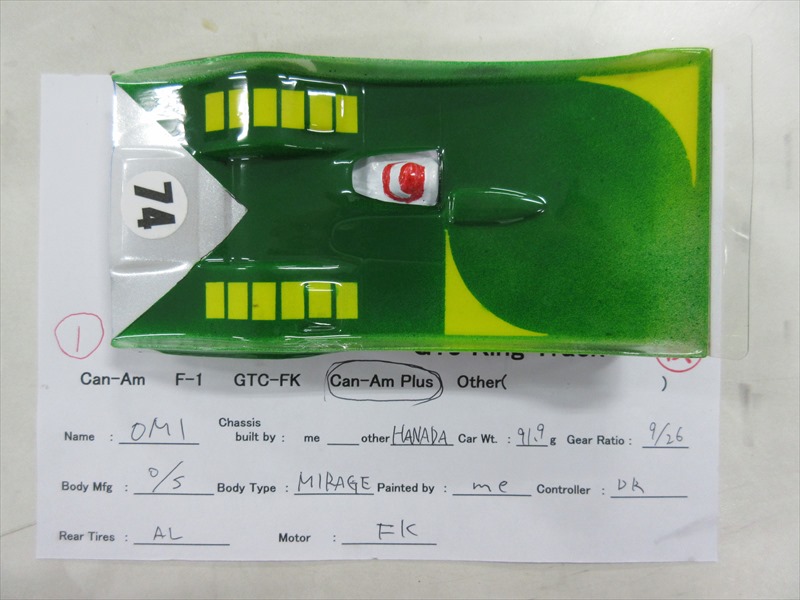 74
1
Can-Am F-1 GTC-FK Can-Am Plus Other( )
Name : OMI Chassis built by : me ____ other HANADA Car Wt. : 91.9 g Gear Ratio : 9/26
Body Mfg : O/S Body Type : MIRAGE Painted by : me Controller : DR
Rear Tires : AL Motor : FK